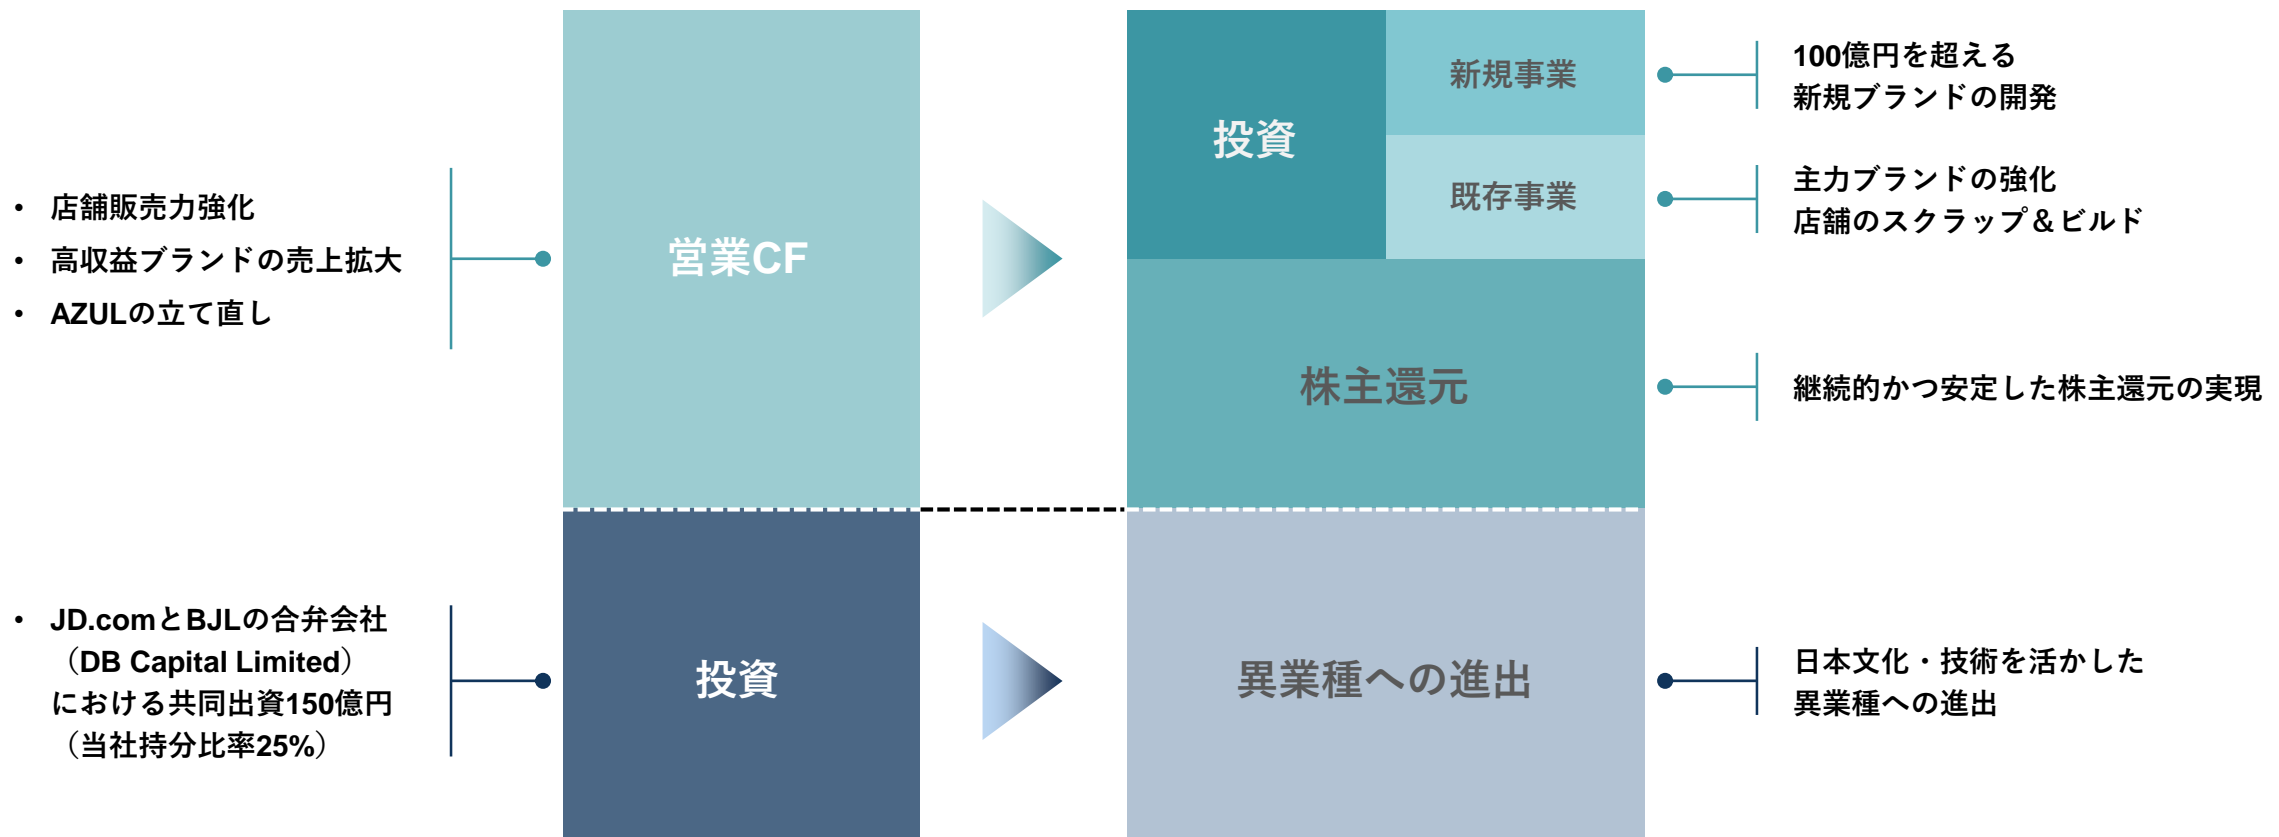 • 店舗販売力強化
• 高収益ブランドの売上拡大
• AZULの立て直し
営業CF
投資
新規事業
既存事業
株主還元
100億円を超える
新規ブランドの開発
主力ブランドの強化
店舗のスクラップ＆ビルド
継続的かつ安定した株主還元の実現
• JD.comとBJLの合弁会社
（DB Capital Limited）
における共同出資150億円
（当社持分比率25%）
投資
異業種への進出
日本文化・技術を活かした
異業種への進出